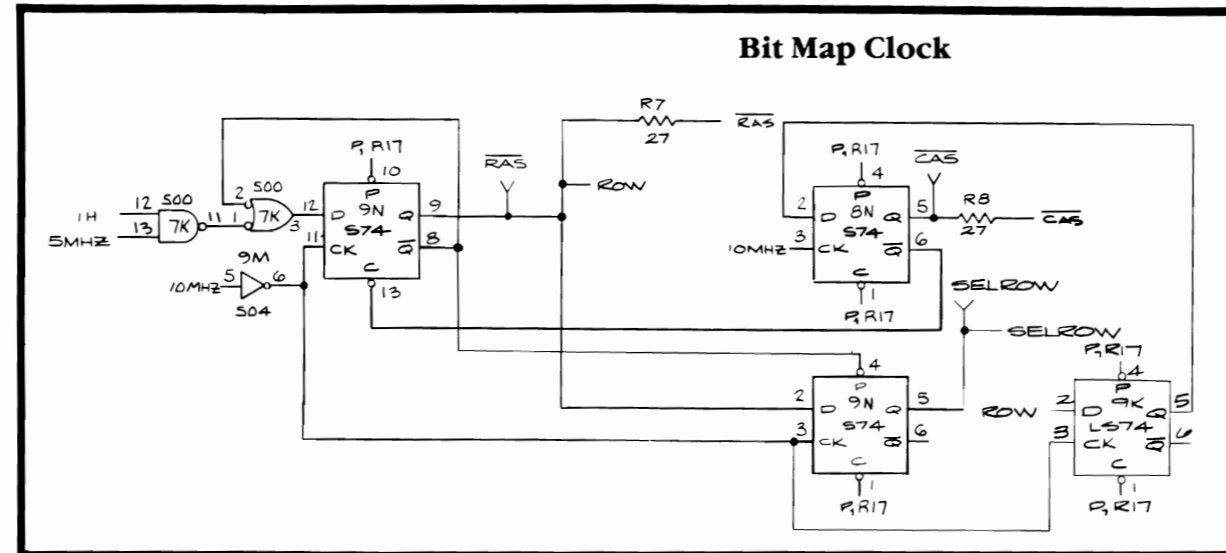 Bit Map Clock
R7
27
RAS
P, R17
10
RAS
ROW
2
S00
7K
3
1
12
S00
7K
11
13
1H
5MHZ
12
D
P
9N
Q
9
S74
11
CK
Q
8
C
13
9M
10MHZ
5
6
S04
P, R17
4
CAS
2
D
P
8N
Q
5
R8
27
CAS
10MHZ
3
CK
S74
Q
6
C
1
P, R17
SELROW
SELROW
4
2
D
P
9N
Q
5
3
CK
S74
Q
6
C
1
P, R17
P, R17
4
ROW
2
D
P
9K
Q
5
3
CK
LS74
Q
6
C
1
P, R17